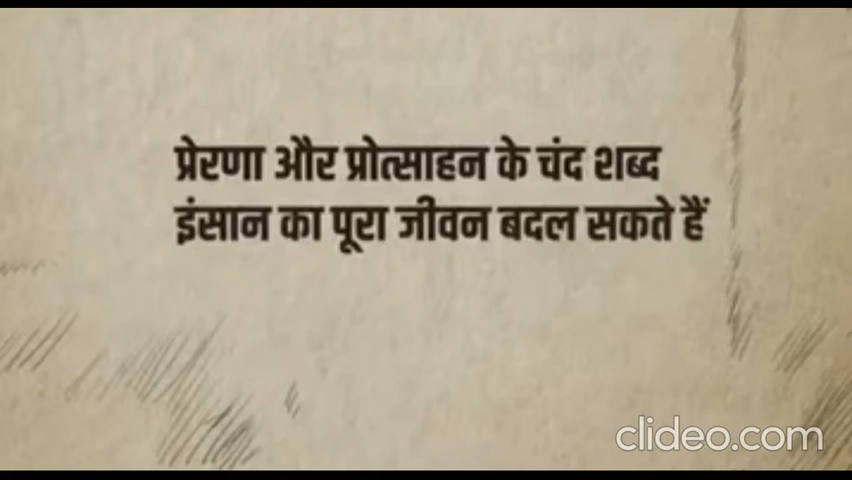 प्रेरणा और प्रोत्साहन के चंद शब्द
इंसान का पूरा जीवन बदल सकते हैं
clideo.com